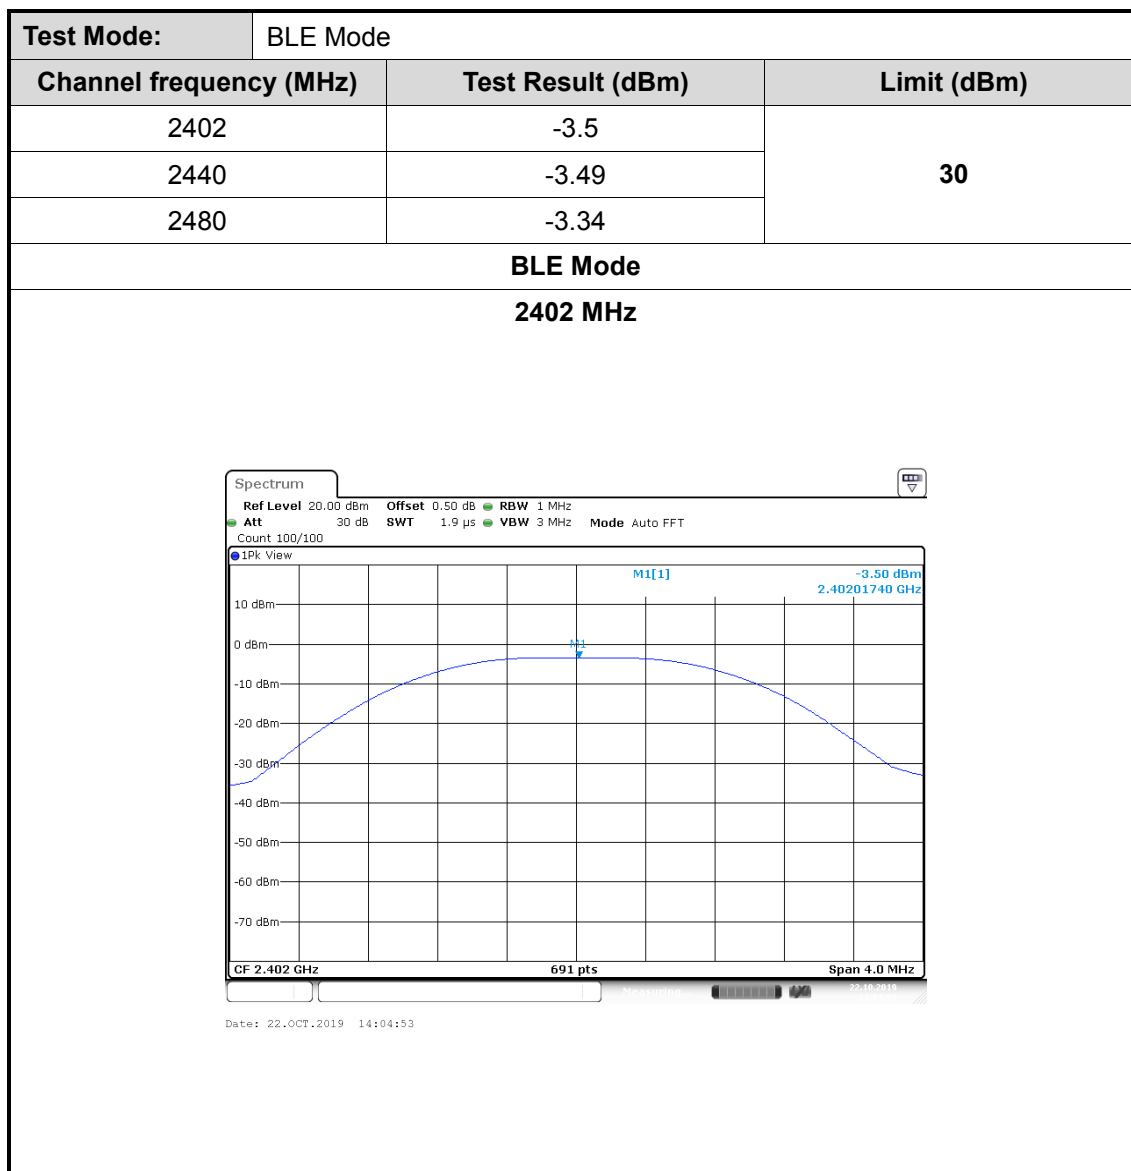 Test Mode: BLE Mode
Channel frequency (MHz) Test Result (dBm) Limit (dBm)
2402 -3.5
2440 -3.49 30
2480 -3.34
BLE Mode
2402 MHz
Spectrum
Ref Level 20.00 dBm Offset 0.50 dB RBW 1 MHz
Att 30 dB SWT 1.9 µs VBW 3 MHz Mode Auto FFT
Count 100/100
1Pk View
M1[1] -3.50 dBm
2.40201740 GHz
10 dBm
0 dBm
M1
-10 dBm
-20 dBm
-30 dBm
-40 dBm
-50 dBm
-60 dBm
-70 dBm
CF 2.402 GHz 691 pts Span 4.0 MHz
Measuring... 22.10.2019
Date: 22.OCT.2019 14:04:53